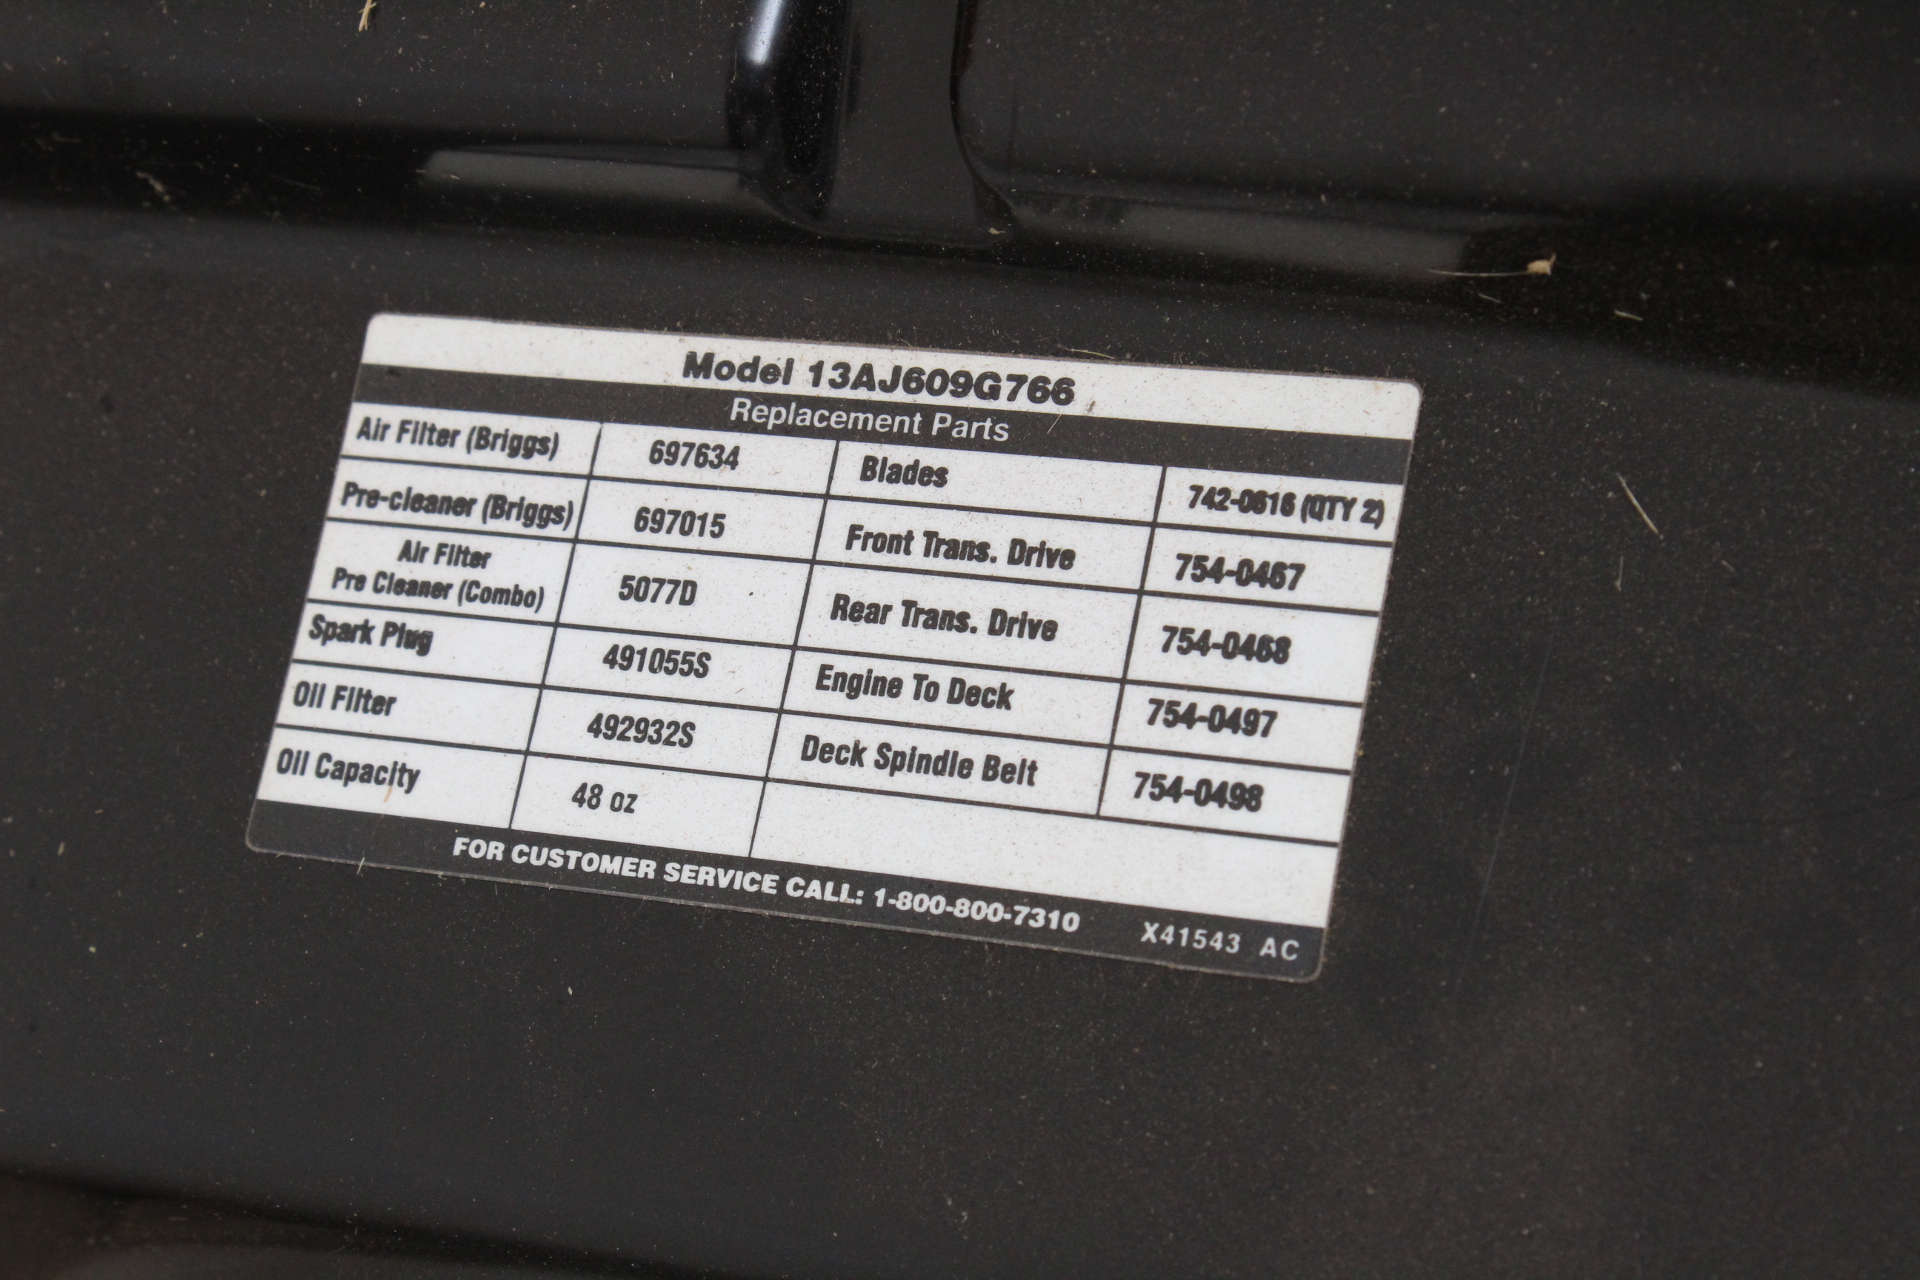 Model 13AJ609G766
Replacement Parts
Air Filter (Briggs) 697634 Blades 742-0616 (QTY 2)
Pre-cleaner (Briggs) 697015 Front Trans. Drive 754-0467
Air Filter
Pre Cleaner (Combo) 5077D Rear Trans. Drive 754-0468
Spark Plug 491055S Engine To Deck 754-0497
Oil Filter 492932S Deck Spindle Belt 754-0498
Oil Capacity 48 oz
FOR CUSTOMER SERVICE CALL: 1-800-800-7310 X41543 AC